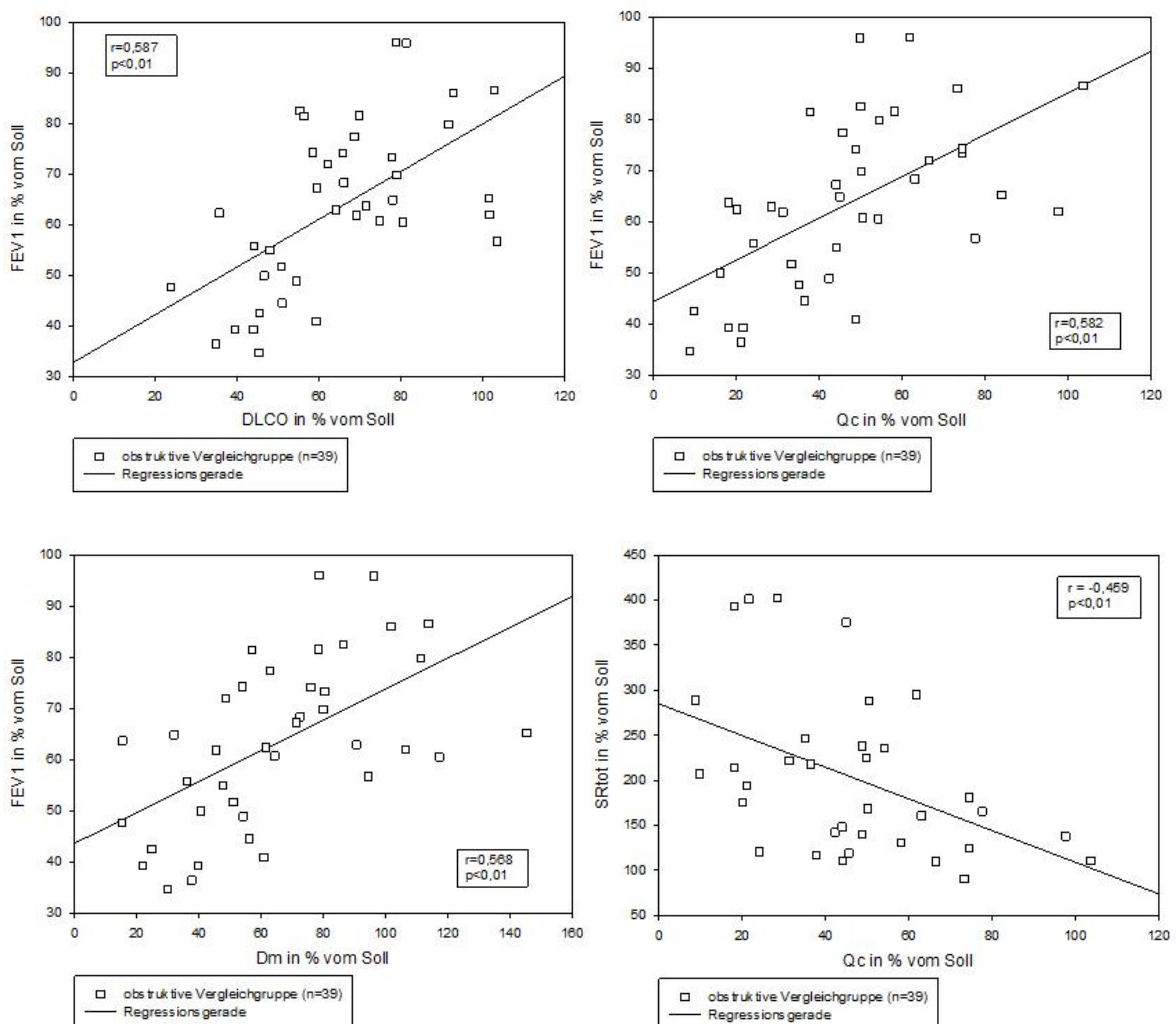 r=0,587
p<0,01
FEV1 in % vom Soll
100
90
80
70
60
50
40
30
0 20 40 60 80 100 120
DLCO in % vom Soll
obstruktive Vergleichgruppe (n=39)
Regressionsgerade
r=0,582
p<0,01
FEV1 in % vom Soll
100
90
80
70
60
50
40
30
0 20 40 60 80 100 120
Qc in % vom Soll
obstruktive Vergleichgruppe (n=39)
Regressionsgerade
r=0,568
p<0,01
FEV1 in % vom Soll
100
90
80
70
60
50
40
30
0 20 40 60 80 100 120 140 160
Dm in % vom Soll
obstruktive Vergleichgruppe (n=39)
Regressionsgerade
r = -0,459
p<0,01
SRtot in % vom Soll
450
400
350
300
250
200
150
100
50
0 20 40 60 80 100 120
Qc in % vom Soll
obstruktive Vergleichgruppe (n=39)
Regressionsgerade